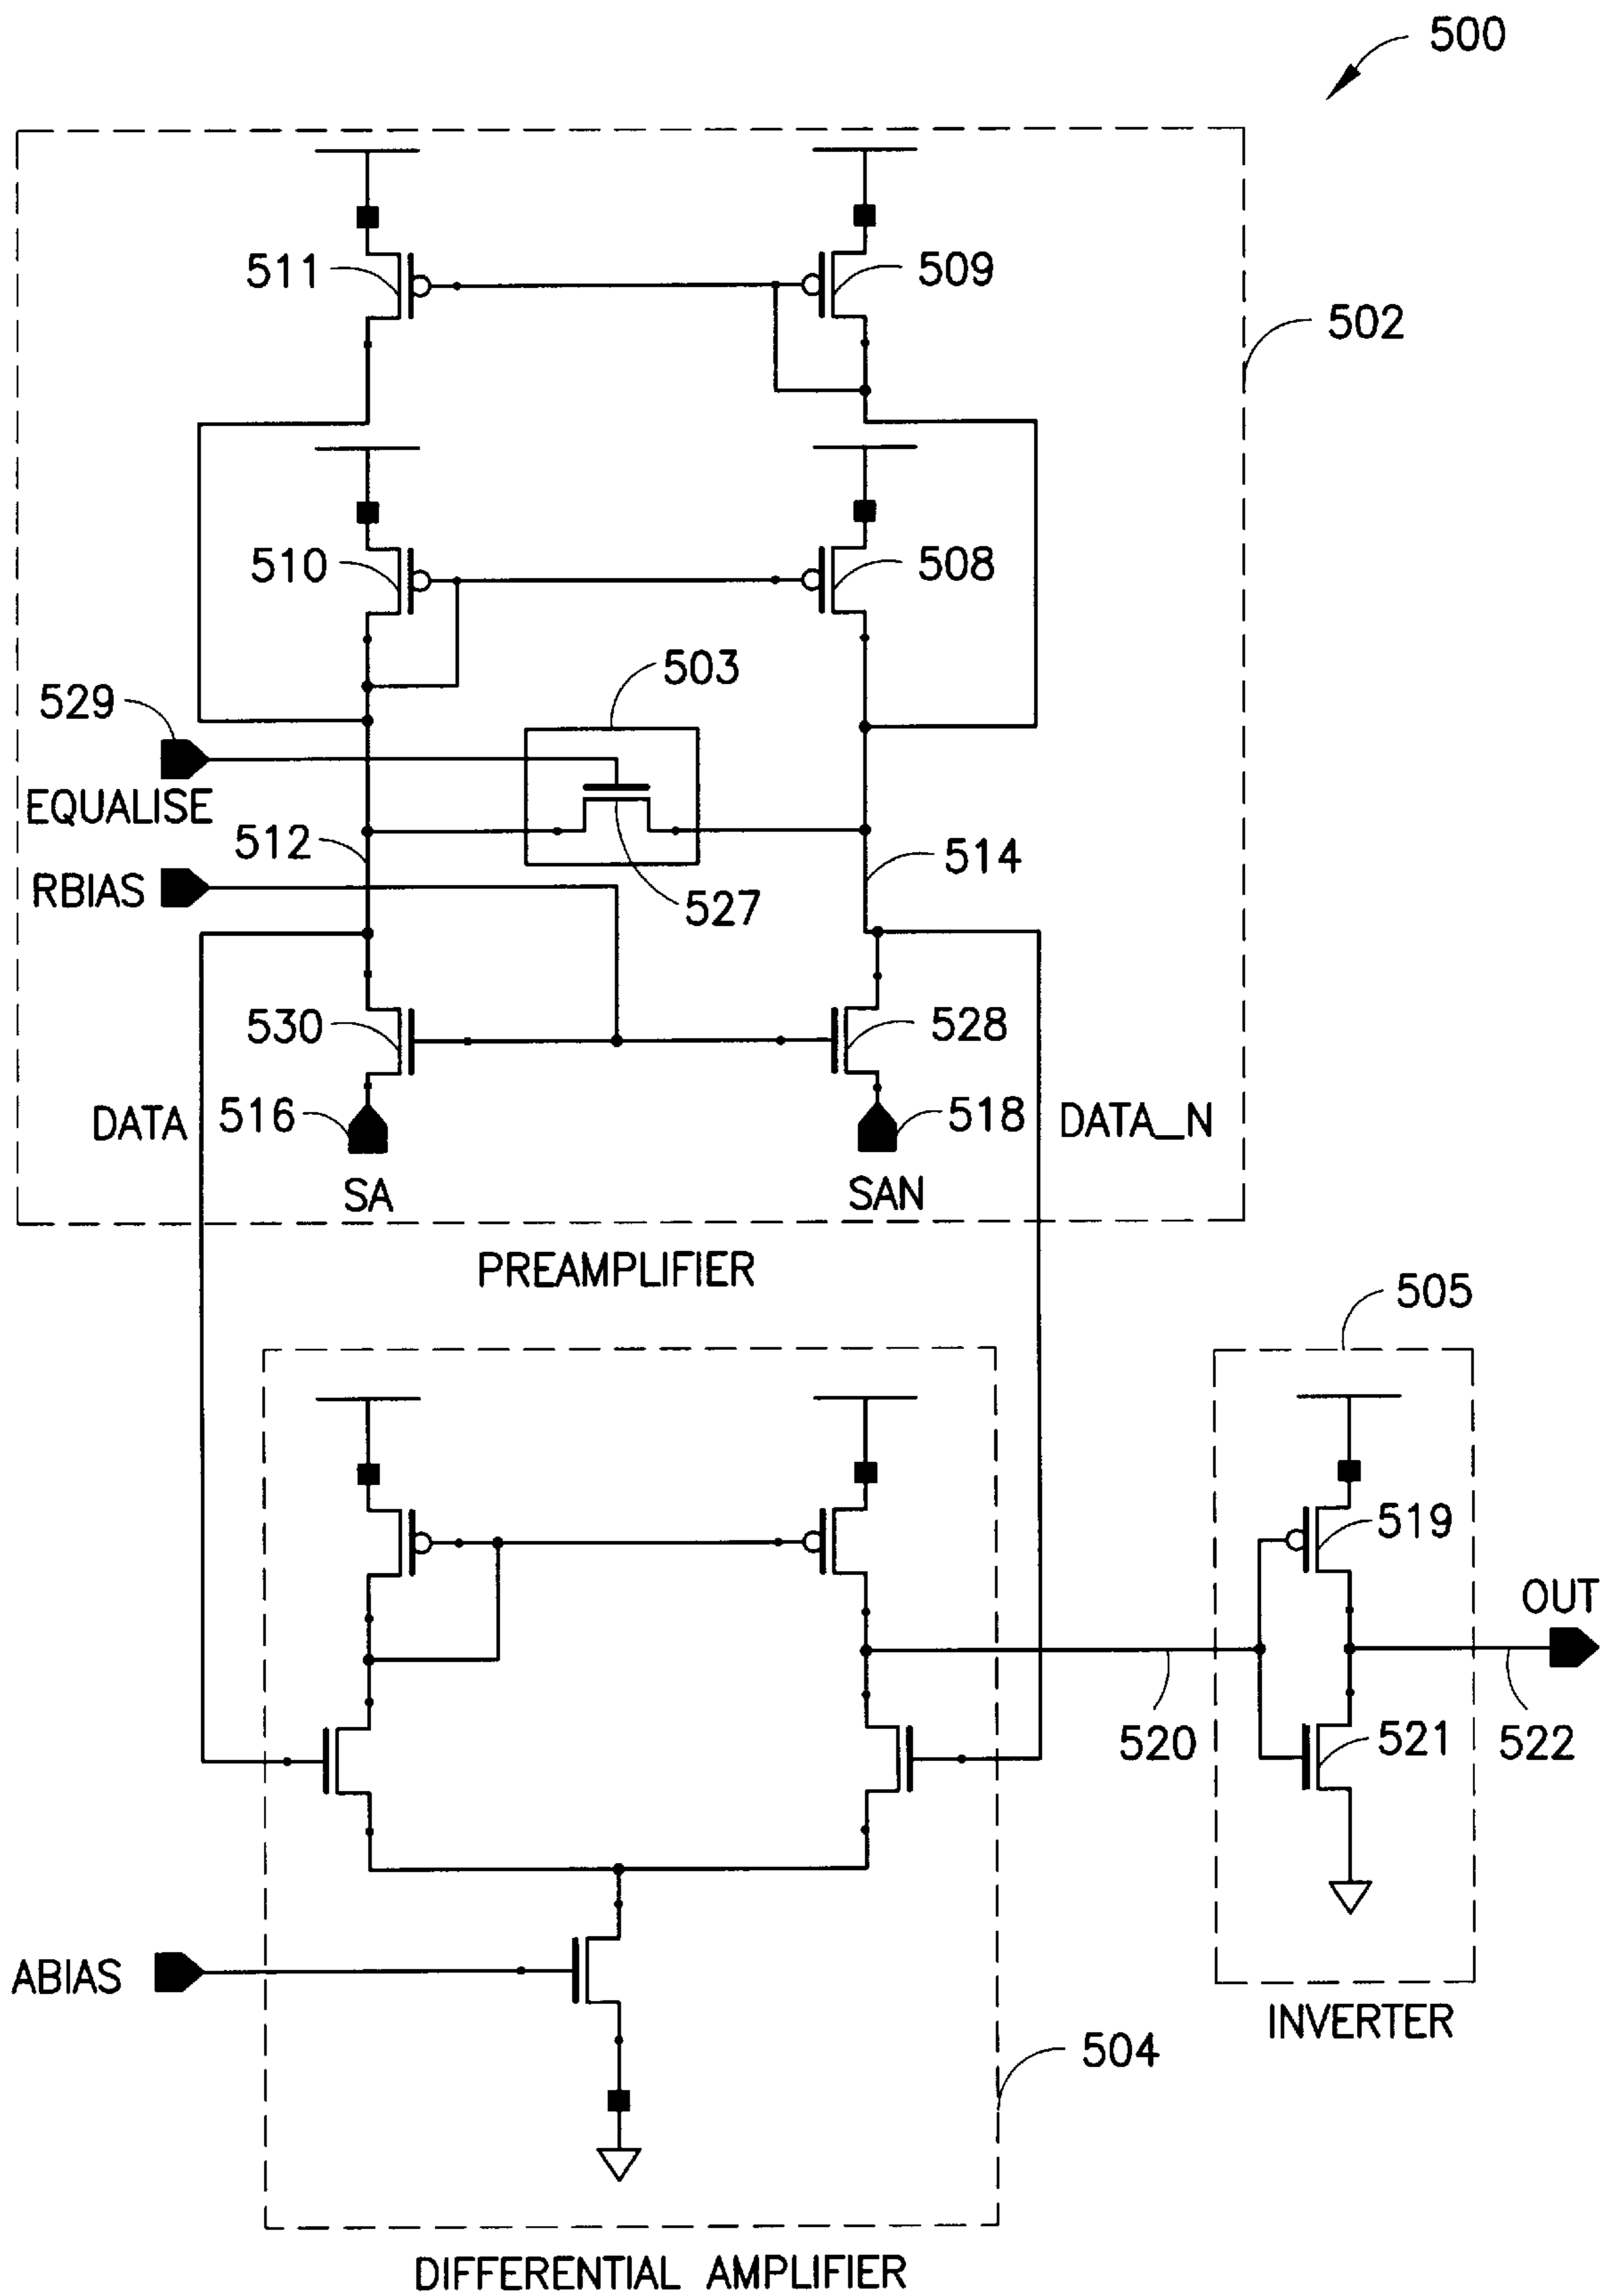 500
511
509
502
510
508
503
529
EQUALISE
512
514
RBIAS
527
530
528
DATA
516
518
DATA_N
SA
SAN
PREAMPLIFIER
505
519
OUT
520
521
522
ABIAS
INVERTER
504
DIFFERENTIAL AMPLIFIER